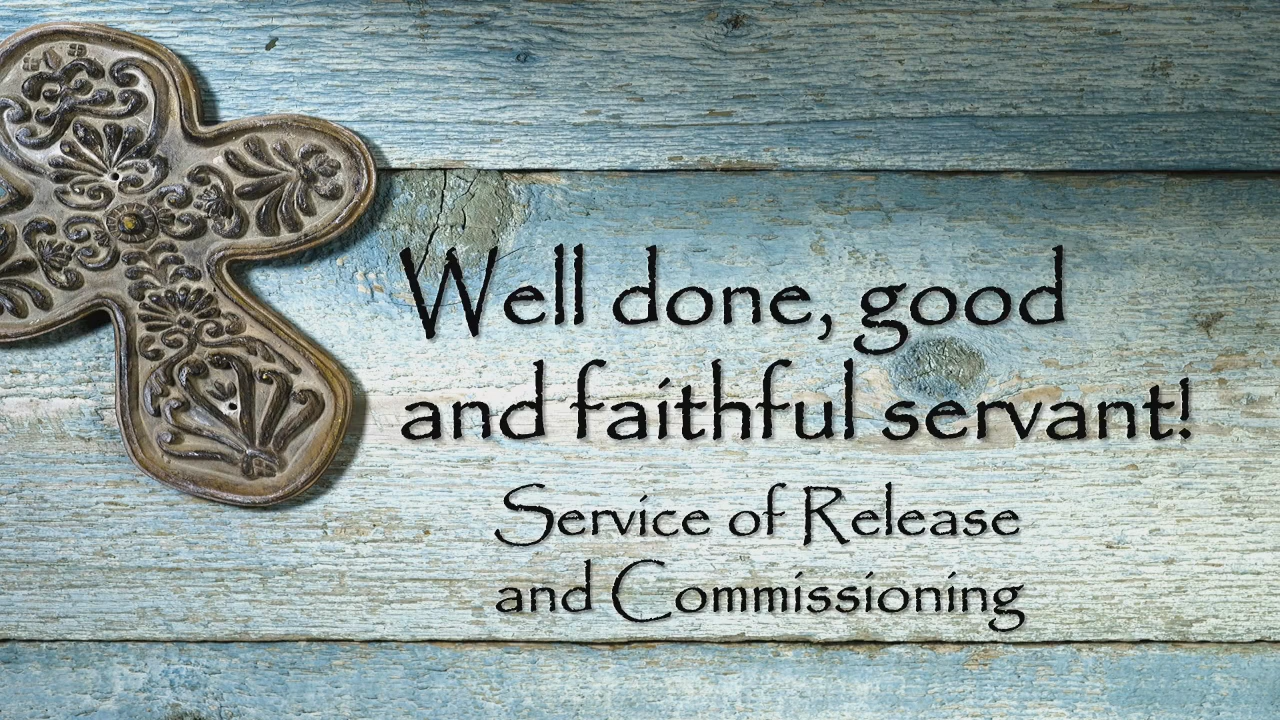 Well done, good
and faithful servant!
Service of Release
and Commissioning